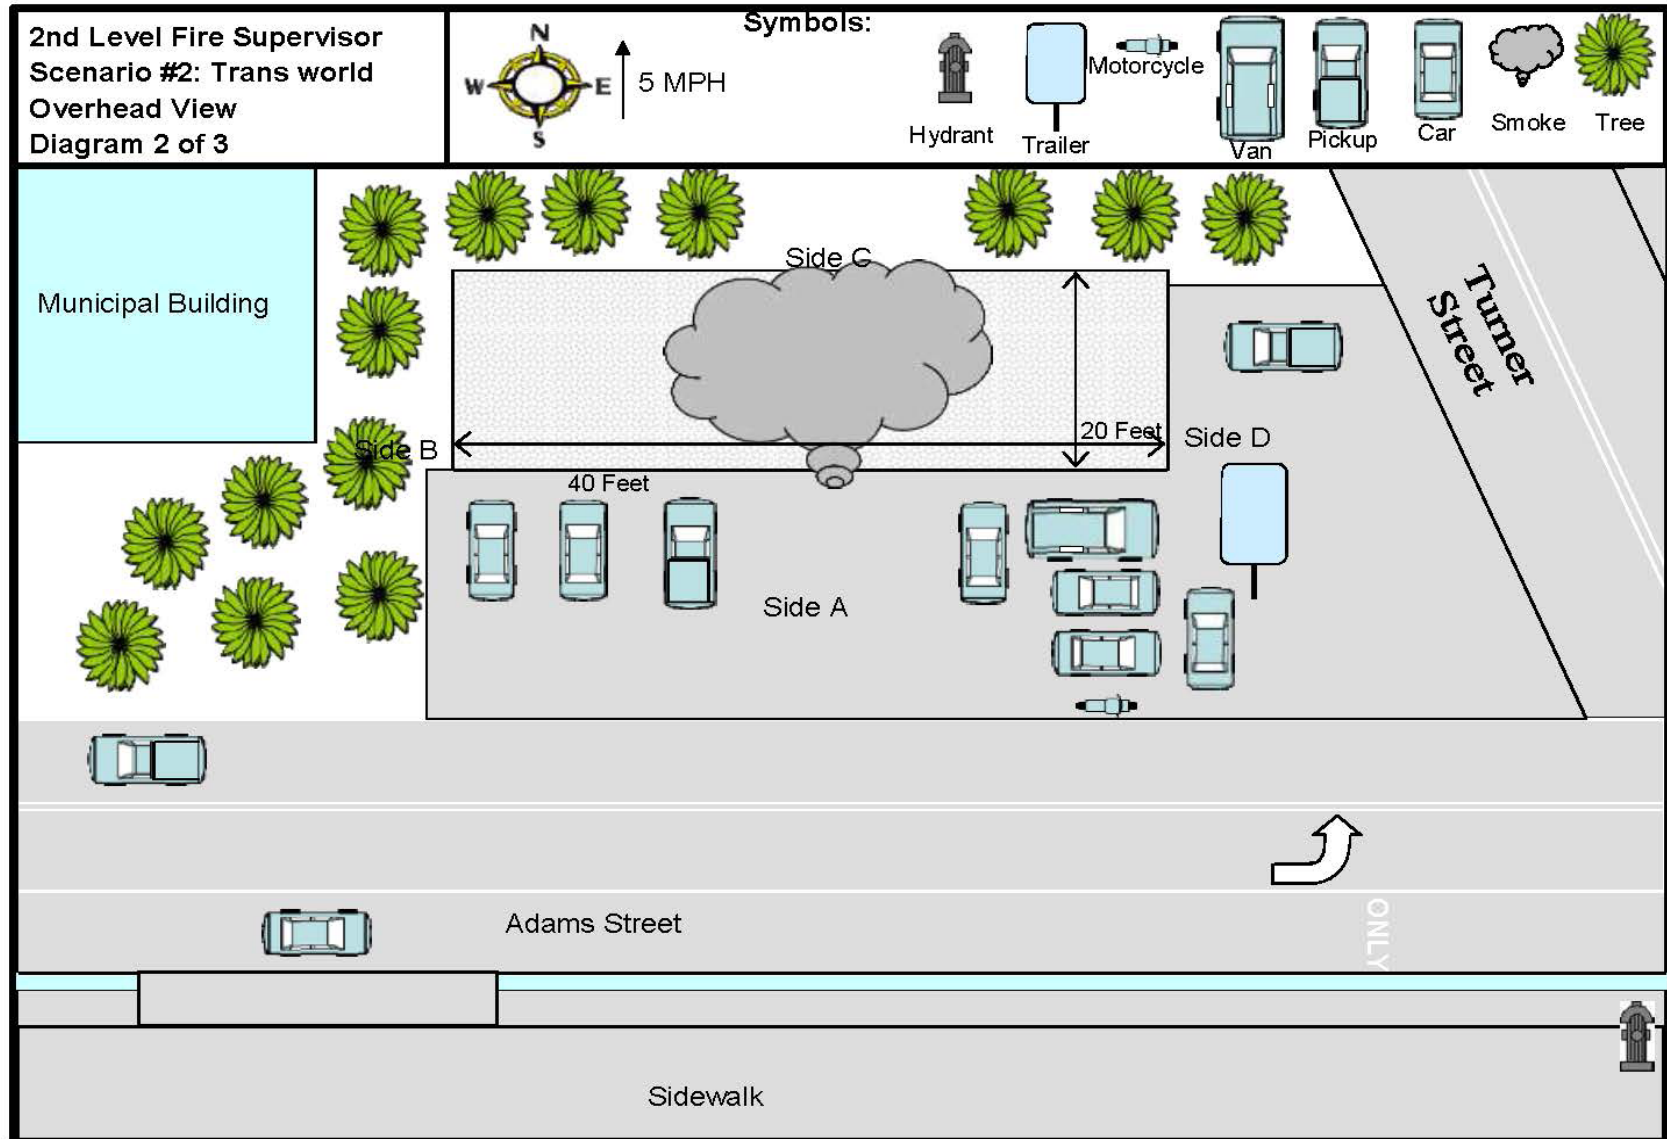 2nd Level Fire Supervisor
Scenario #2: Trans world
Overhead View
Diagram 2 of 3
N
W
E
S
5 MPH
Symbols:
Hydrant
Trailer
Motorcycle
Van
Pickup
Car
Smoke
Tree
Municipal Building
Side C
Turner
Street
Side B
20 Feet
Side D
40 Feet
Side A
Adams Street
ONLY
Sidewalk